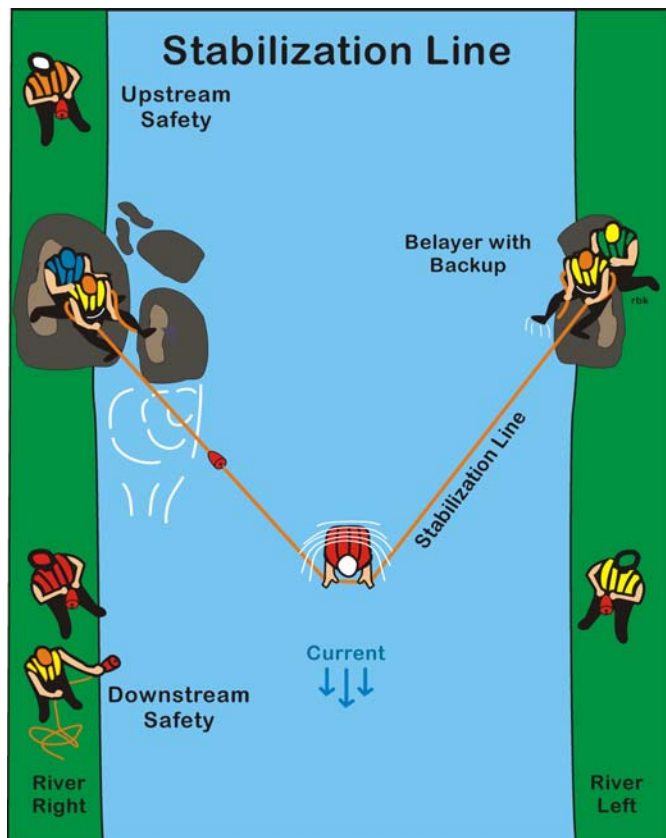 Stabilization Line
Upstream
Safety
Belayer with
Backup
rbk
Stabilization Line
Current
Downstream
Safety
River
Right
River
Left